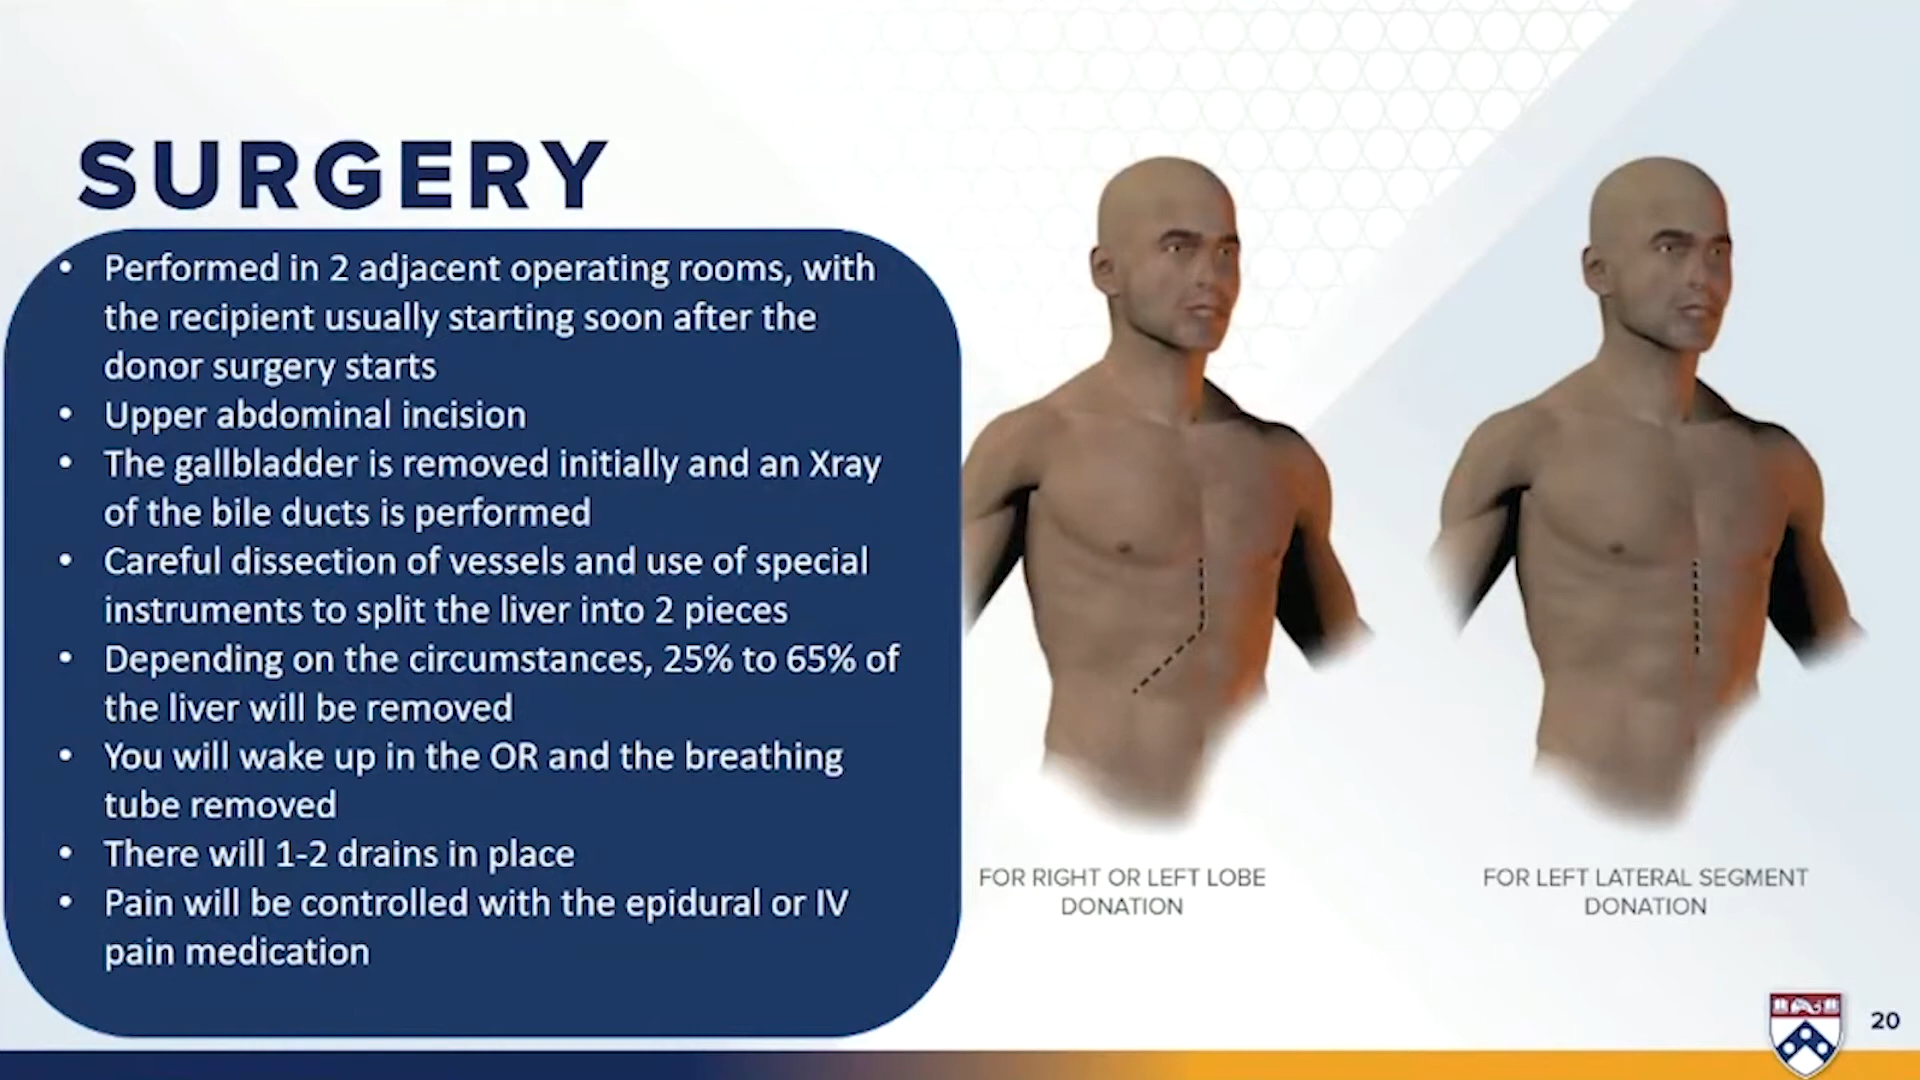 SURGERY
• Performed in 2 adjacent operating rooms, with
the recipient usually starting soon after the
donor surgery starts
• Upper abdominal incision
• The gallbladder is removed initially and an Xray
of the bile ducts is performed
• Careful dissection of vessels and use of special
instruments to split the liver into 2 pieces
• Depending on the circumstances, 25% to 65% of
the liver will be removed
• You will wake up in the OR and the breathing
tube removed
• There will 1-2 drains in place
• Pain will be controlled with the epidural or IV
pain medication
FOR RIGHT OR LEFT LOBE
DONATION
FOR LEFT LATERAL SEGMENT
DONATION
20